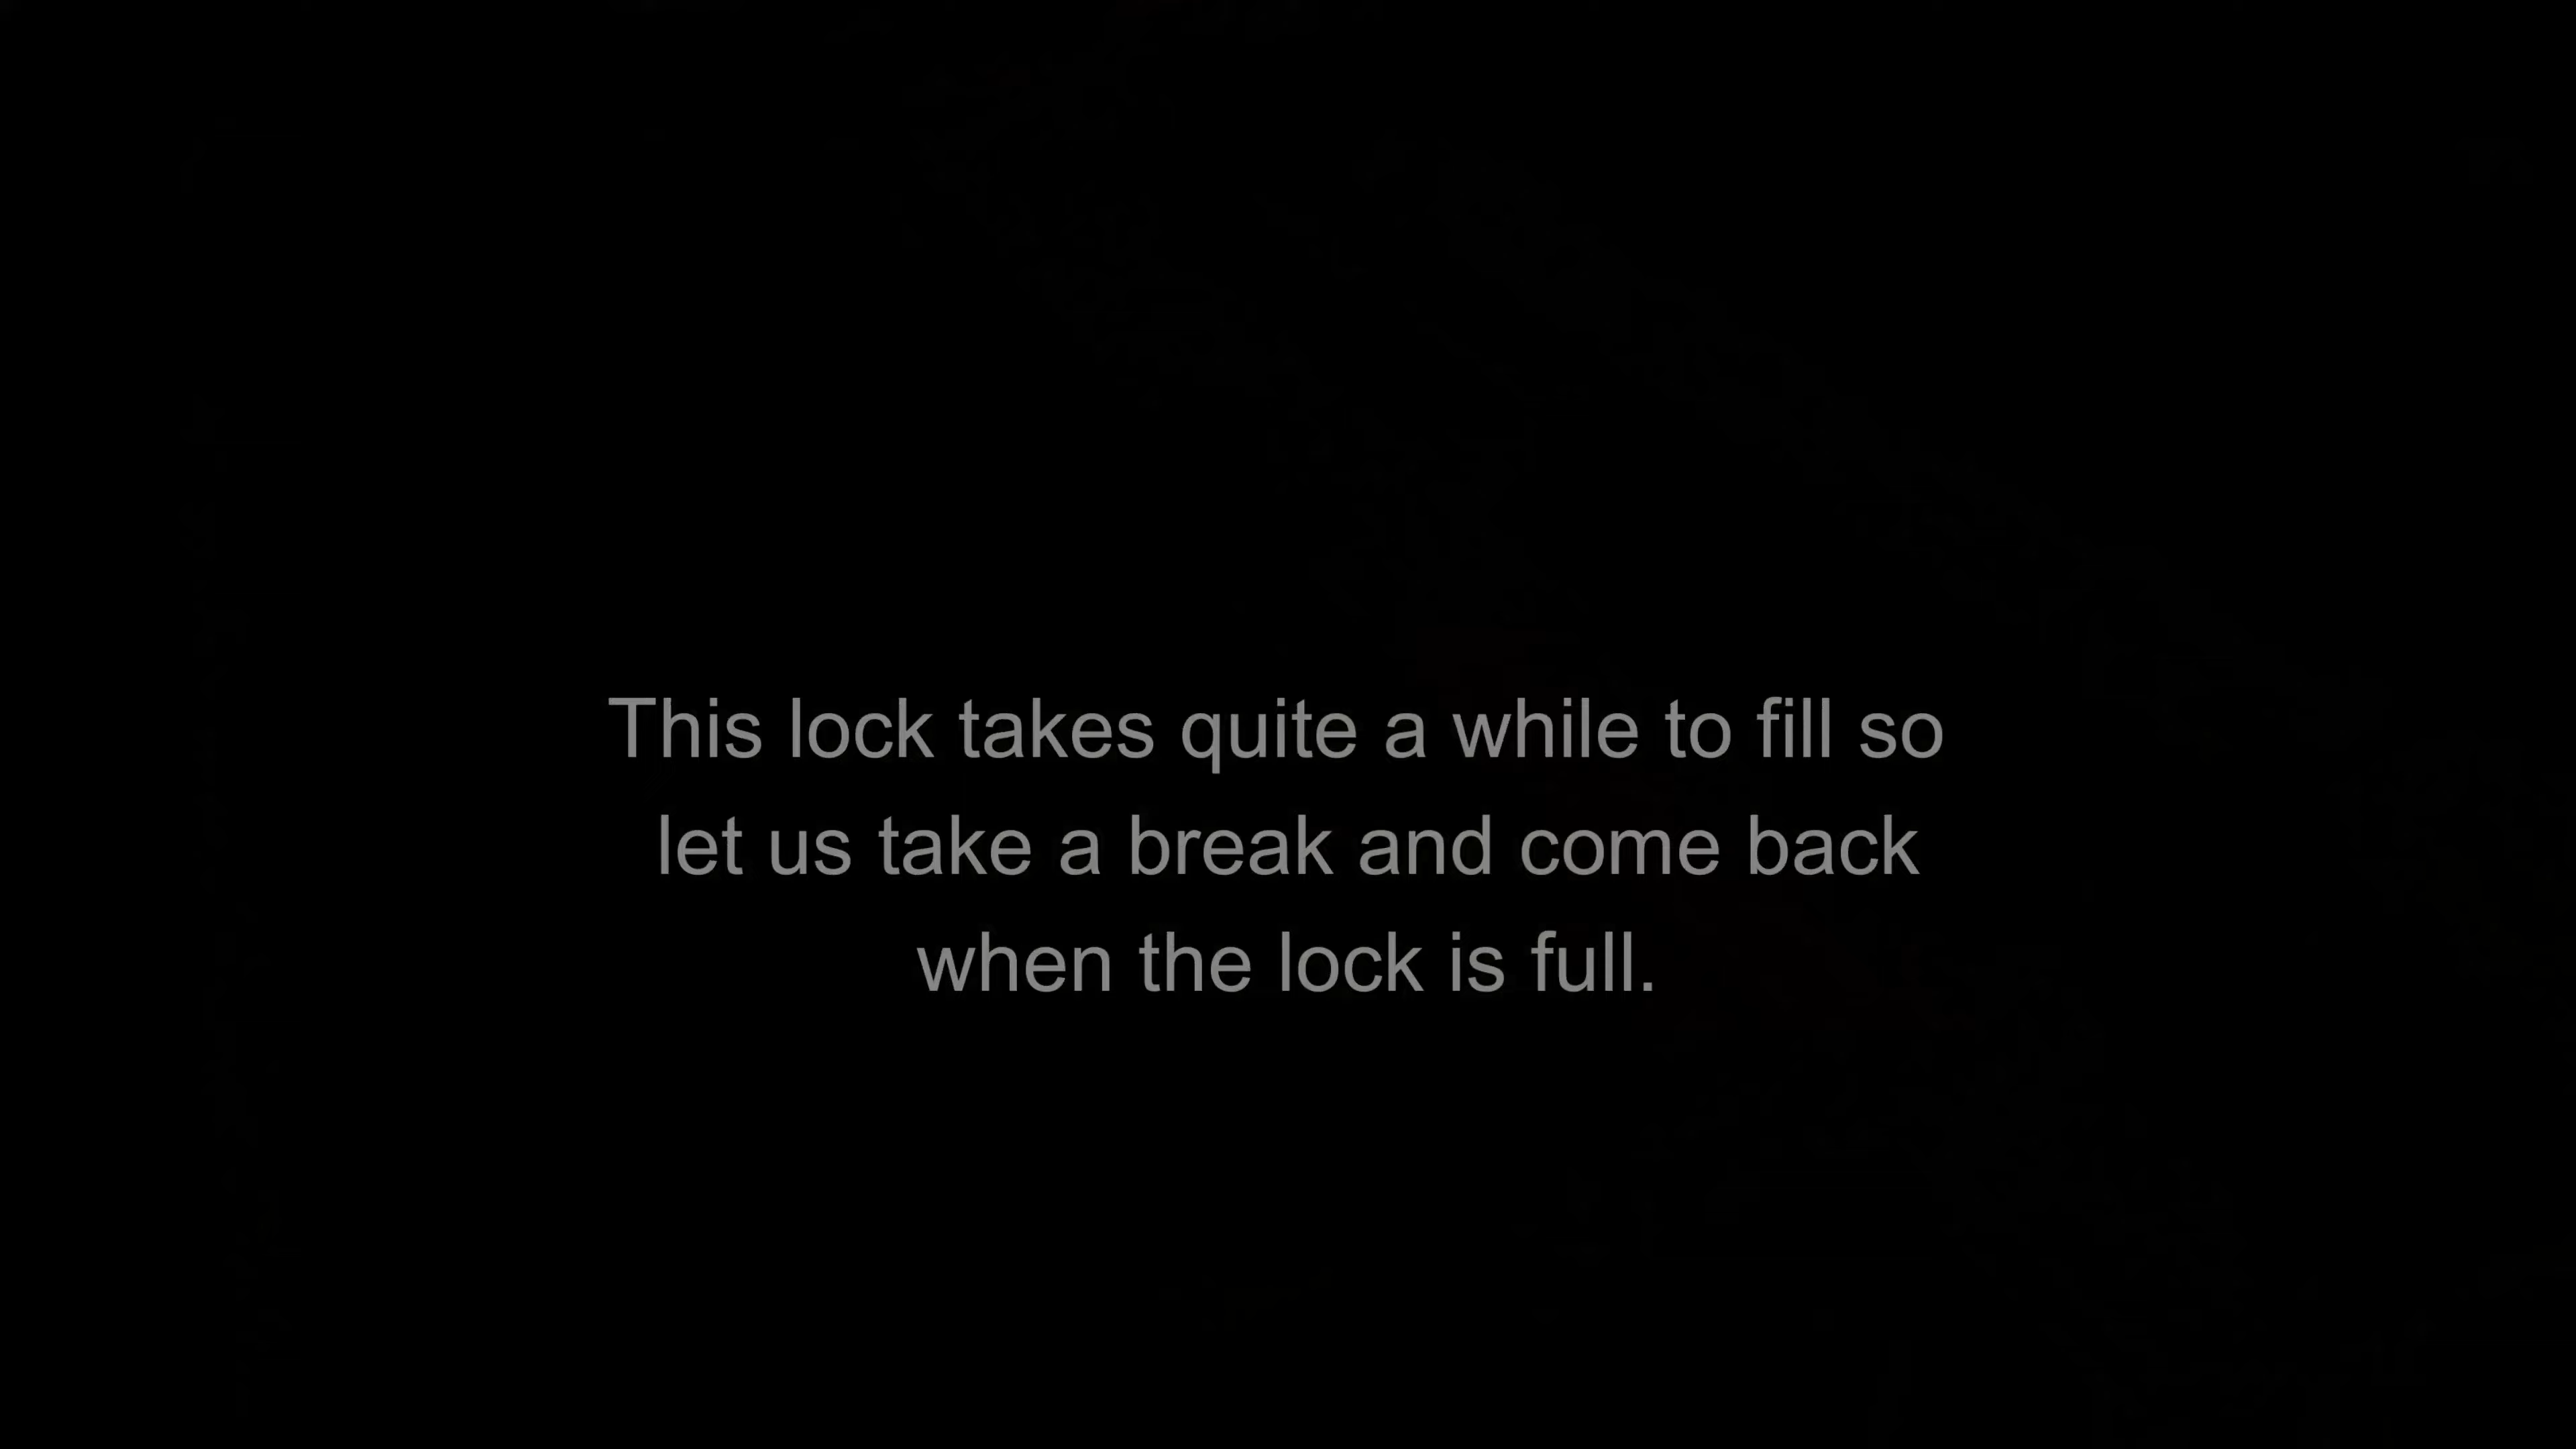 This lock takes quite a while to fill so
let us take a break and come back
when the lock is full.